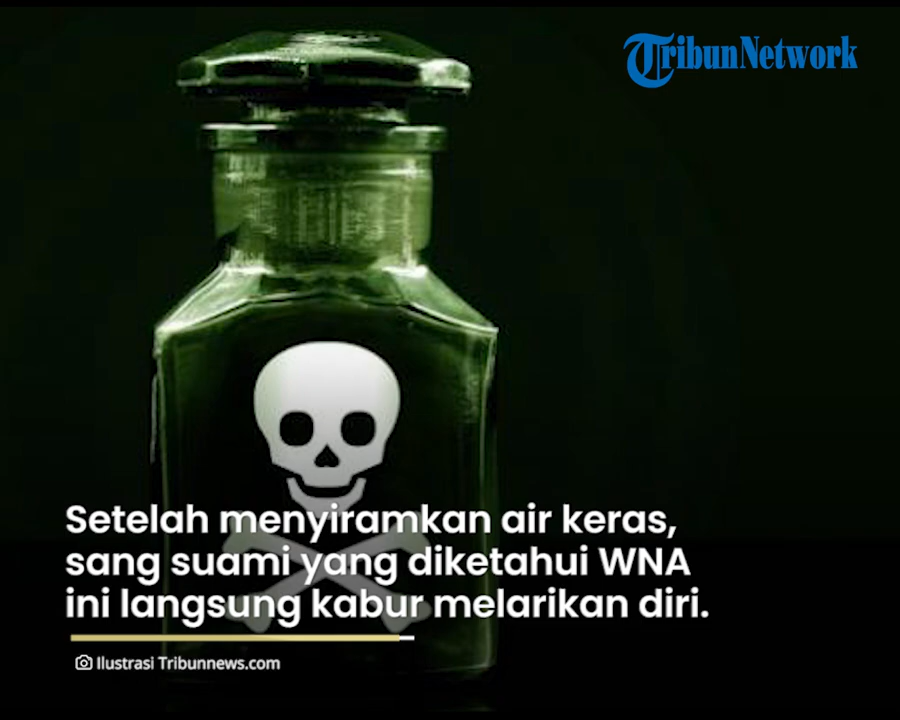 TribunNetwork
Setelah menyiramkan air keras,
sang suami yang diketahui WNA
ini langsung kabur melarikan diri.
Ilustrasi Tribunnews.com